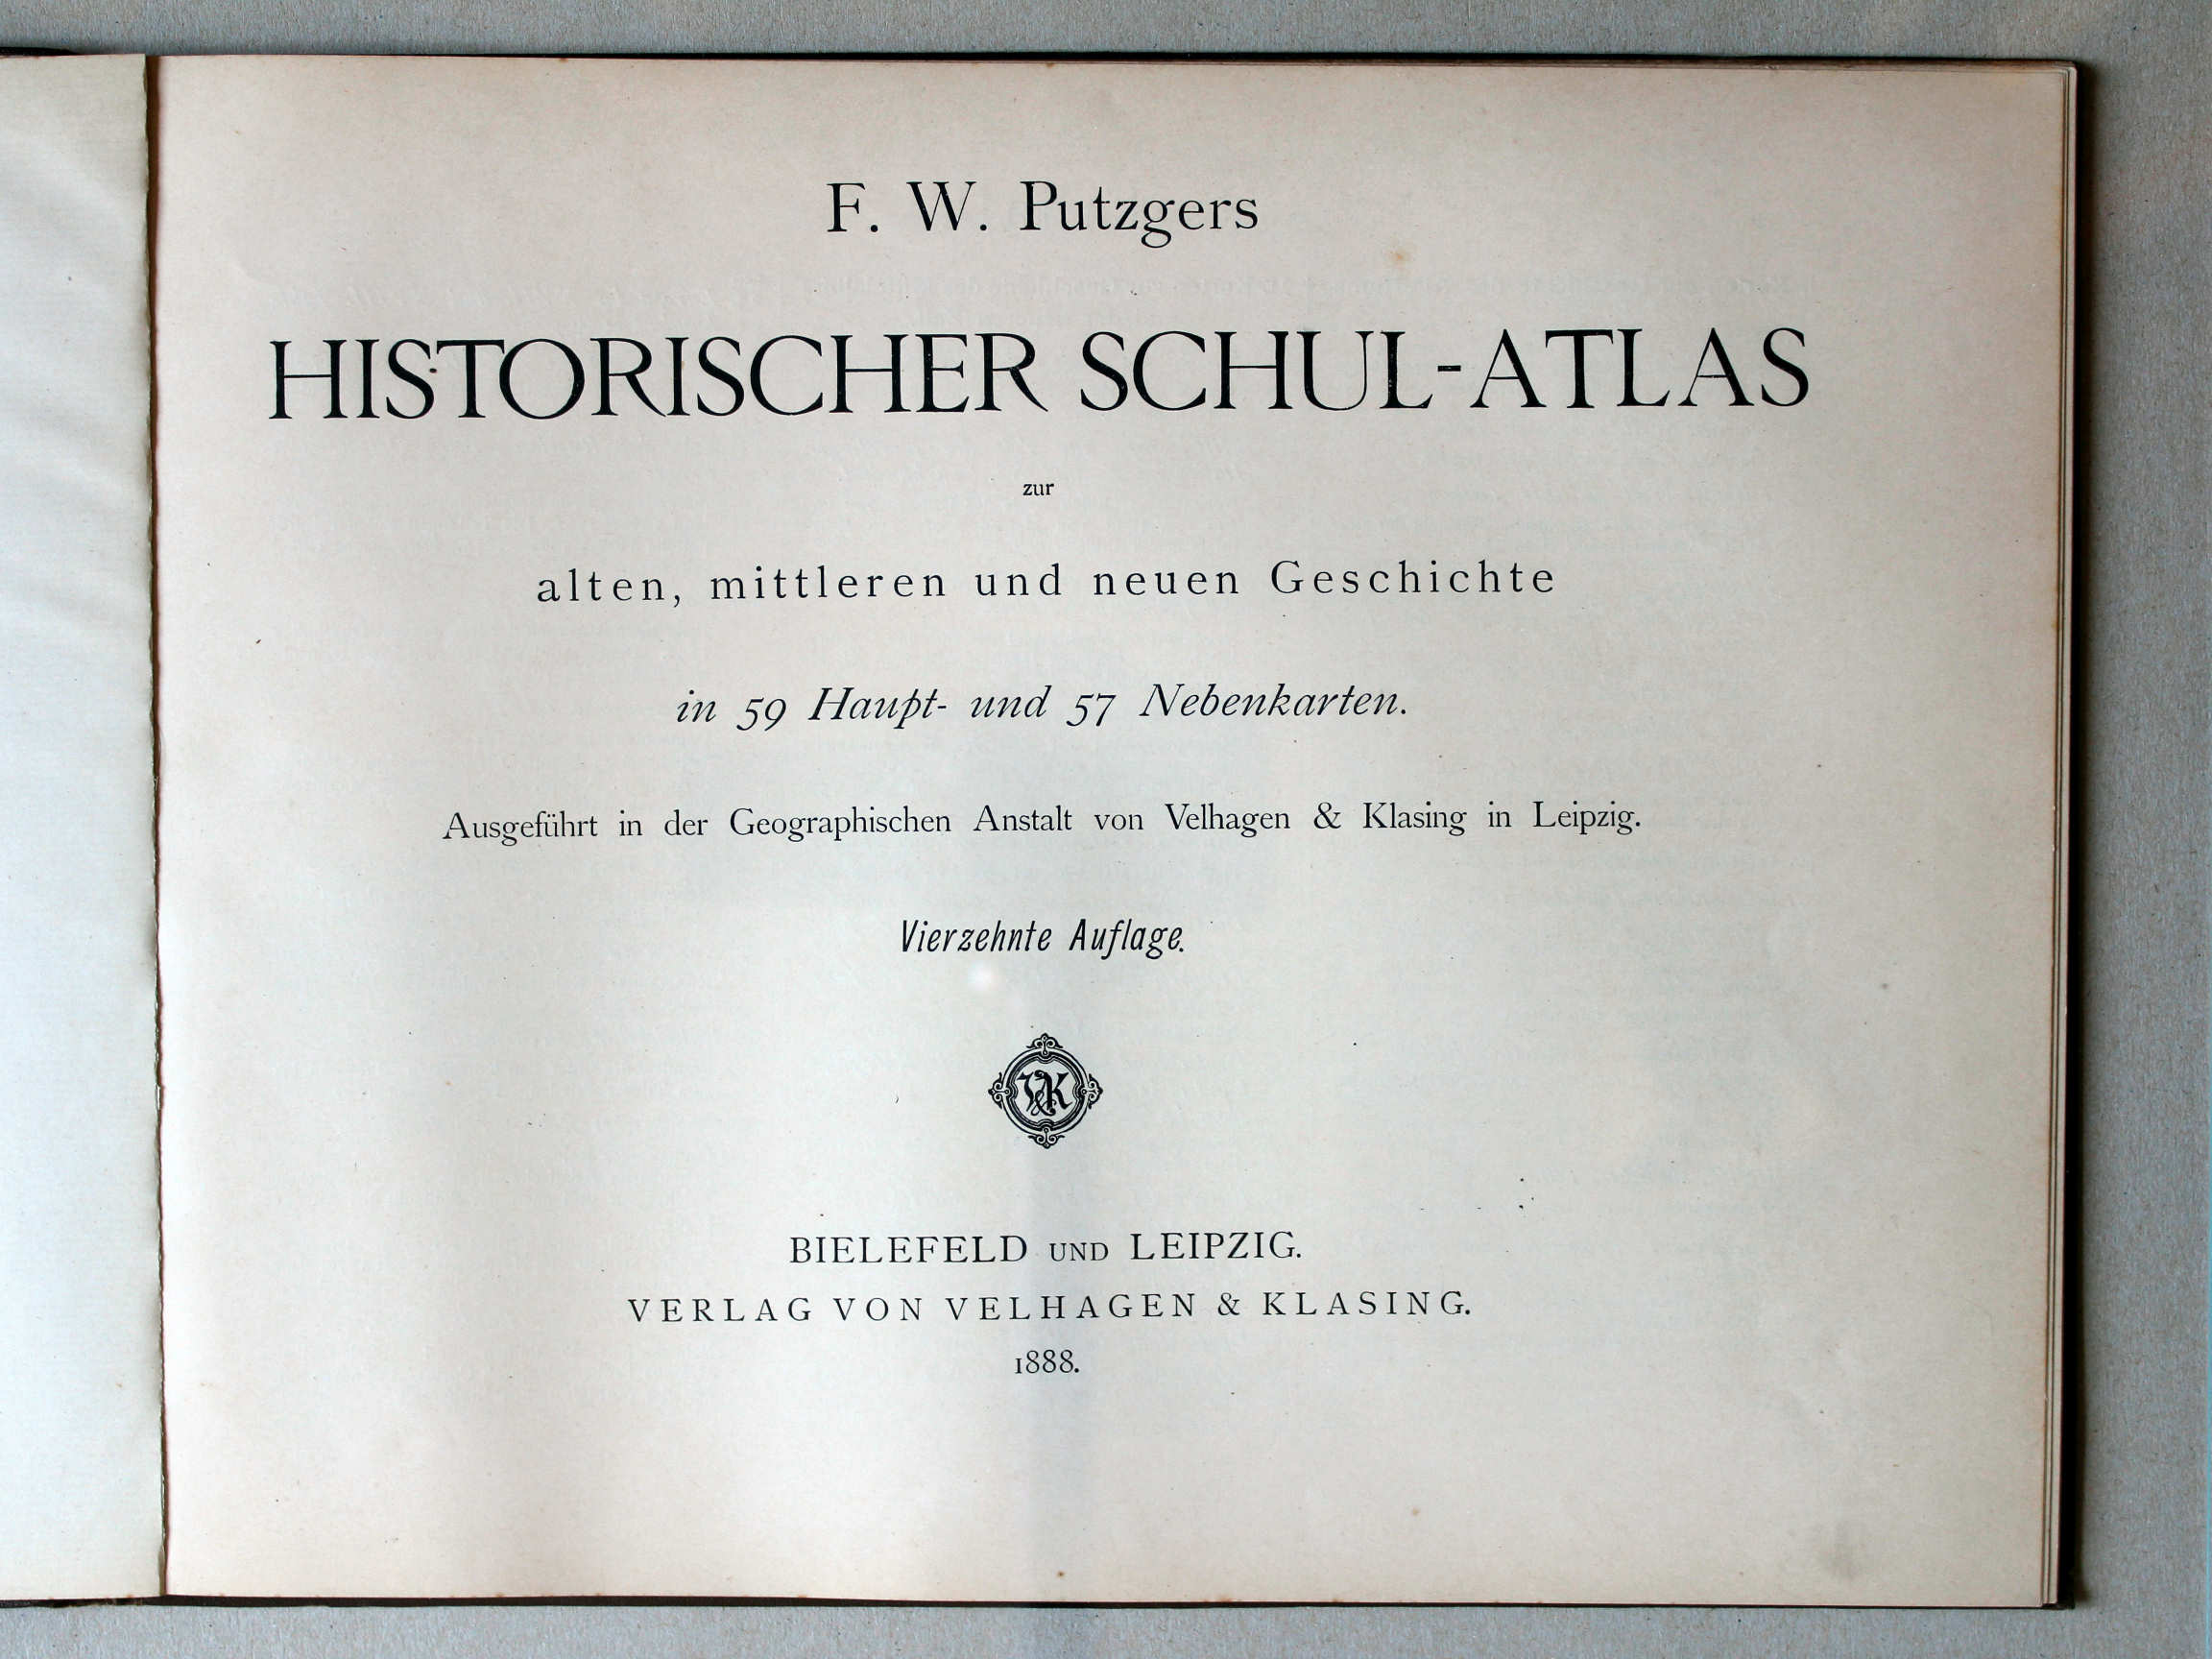 F. W. Putzgers
HISTORISCHER SCHUL-ATLAS
zur
alten, mittleren und neuen Geschichte
in 59 Haupt- und 57 Nebenkarten.
Ausgeführt in der Geographischen Anstalt von Velhagen & Klasing in Leipzig.
Vierzehnte Auflage.
V&K
BIELEFELD UND LEIPZIG.
VERLAG VON VELHAGEN & KLASING.
1888.